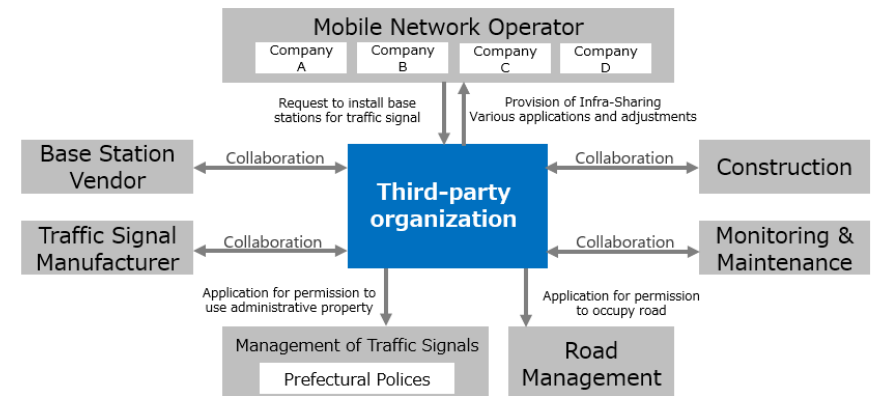 Mobile Network Operator
Company
A
Company
B
Company
C
Company
D
Request to install base
stations for traffic signal
Provision of Infra-Sharing
Various applications and adjustments
Base Station
Vendor
Collaboration
Third-party
organization
Collaboration
Construction
Traffic Signal
Manufacturer
Collaboration
Collaboration
Monitoring &
Maintenance
Application for permission to
use administrative property
Application for permission
to occupy road
Management of Traffic Signals
Prefectural Polices
Road
Management